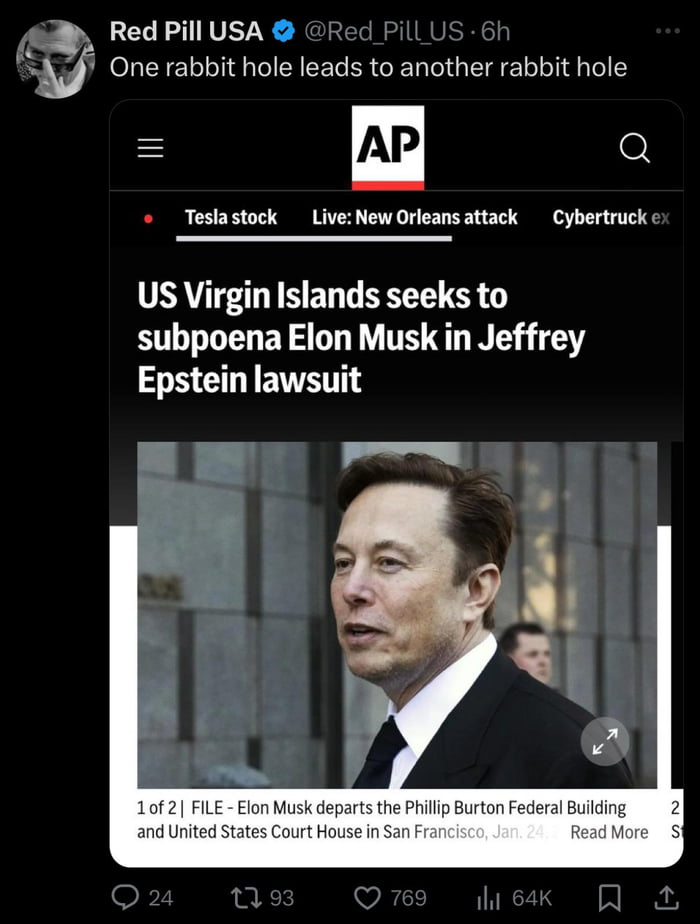 Red Pill USA @Red_Pill_US · 6h
One rabbit hole leads to another rabbit hole
AP
Tesla stock Live: New Orleans attack Cybertruck ex
US Virgin Islands seeks to
subpoena Elon Musk in Jeffrey
Epstein lawsuit
1 of 2 | FILE - Elon Musk departs the Phillip Burton Federal Building
and United States Court House in San Francisco, Jan. 24, Read More
2
St
24 93 769 64K